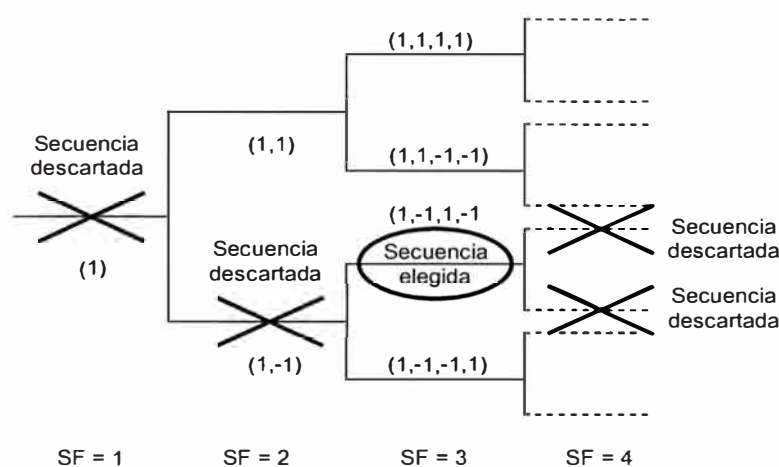 (1,1,1,1)
Secuencia
descartada
(1,1)
(1,1,-1,-1)
(1,-1,1,-1
Secuencia
descartada
(1)
Secuencia
descartada
Secuencia
elegida
Secuencia
descartada
(1,-1)
(1,-1,-1,1)
SF = 1
SF = 2
SF = 3
SF = 4